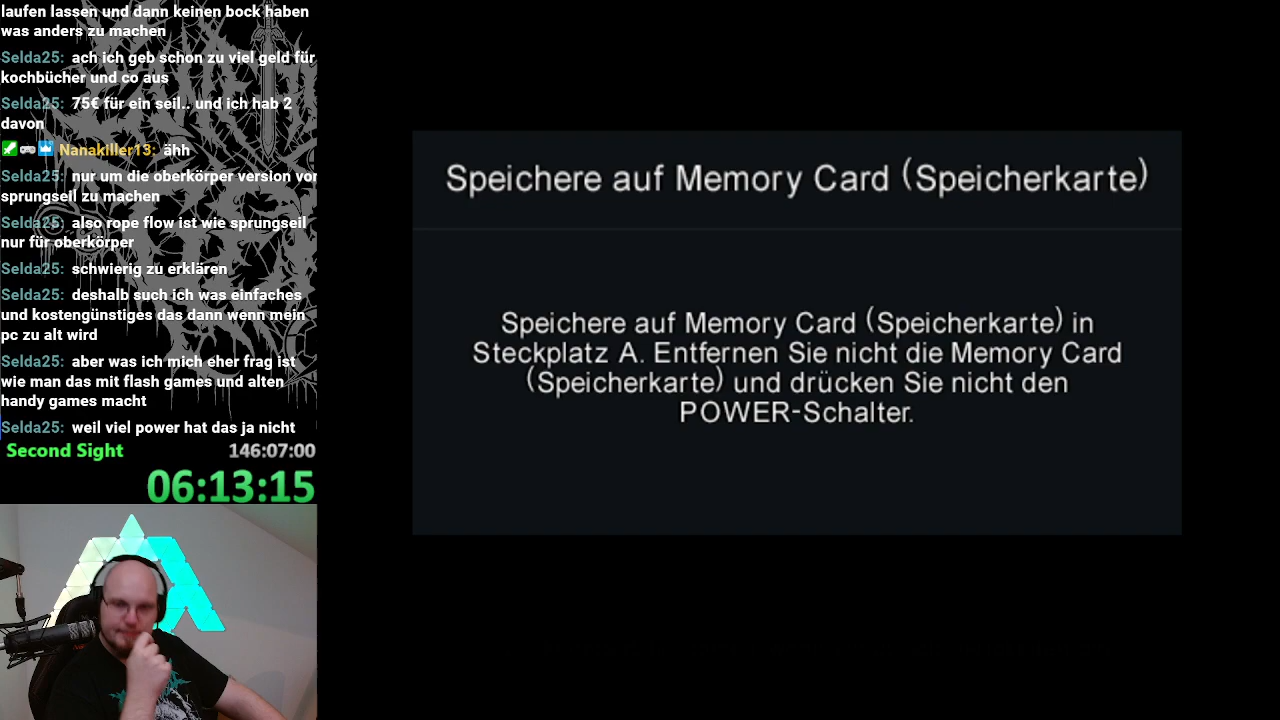 laufen lassen und dann keinen bock haben
was anders zu machen
Selda25: ach ich geb schon zu viel geld für
kochbücher und co aus
Selda25: 75€ für ein seil.. und ich hab 2
davon
Nanakiller13: ähh
Selda25: nur um die oberkörper version vor
sprungseil zu machen
Selda25: also rope flow ist wie sprungseil
nur für oberkörper
Selda25: schwierig zu erklären
Selda25: deshalb such ich was einfaches
und kostengünstiges das dann wenn mein
pc zu alt wird
Selda25: aber was ich mich eher frag ist
wie man das mit flash games und alten
handy games macht
Selda25: weil viel power hat das ja nicht
Second Sight 146:07:00
06:13:15
Speichere auf Memory Card (Speicherkarte)
Speichere auf Memory Card (Speicherkarte) in
Steckplatz A. Entfernen Sie nicht die Memory Card
(Speicherkarte) und drücken Sie nicht den
POWER-Schalter.